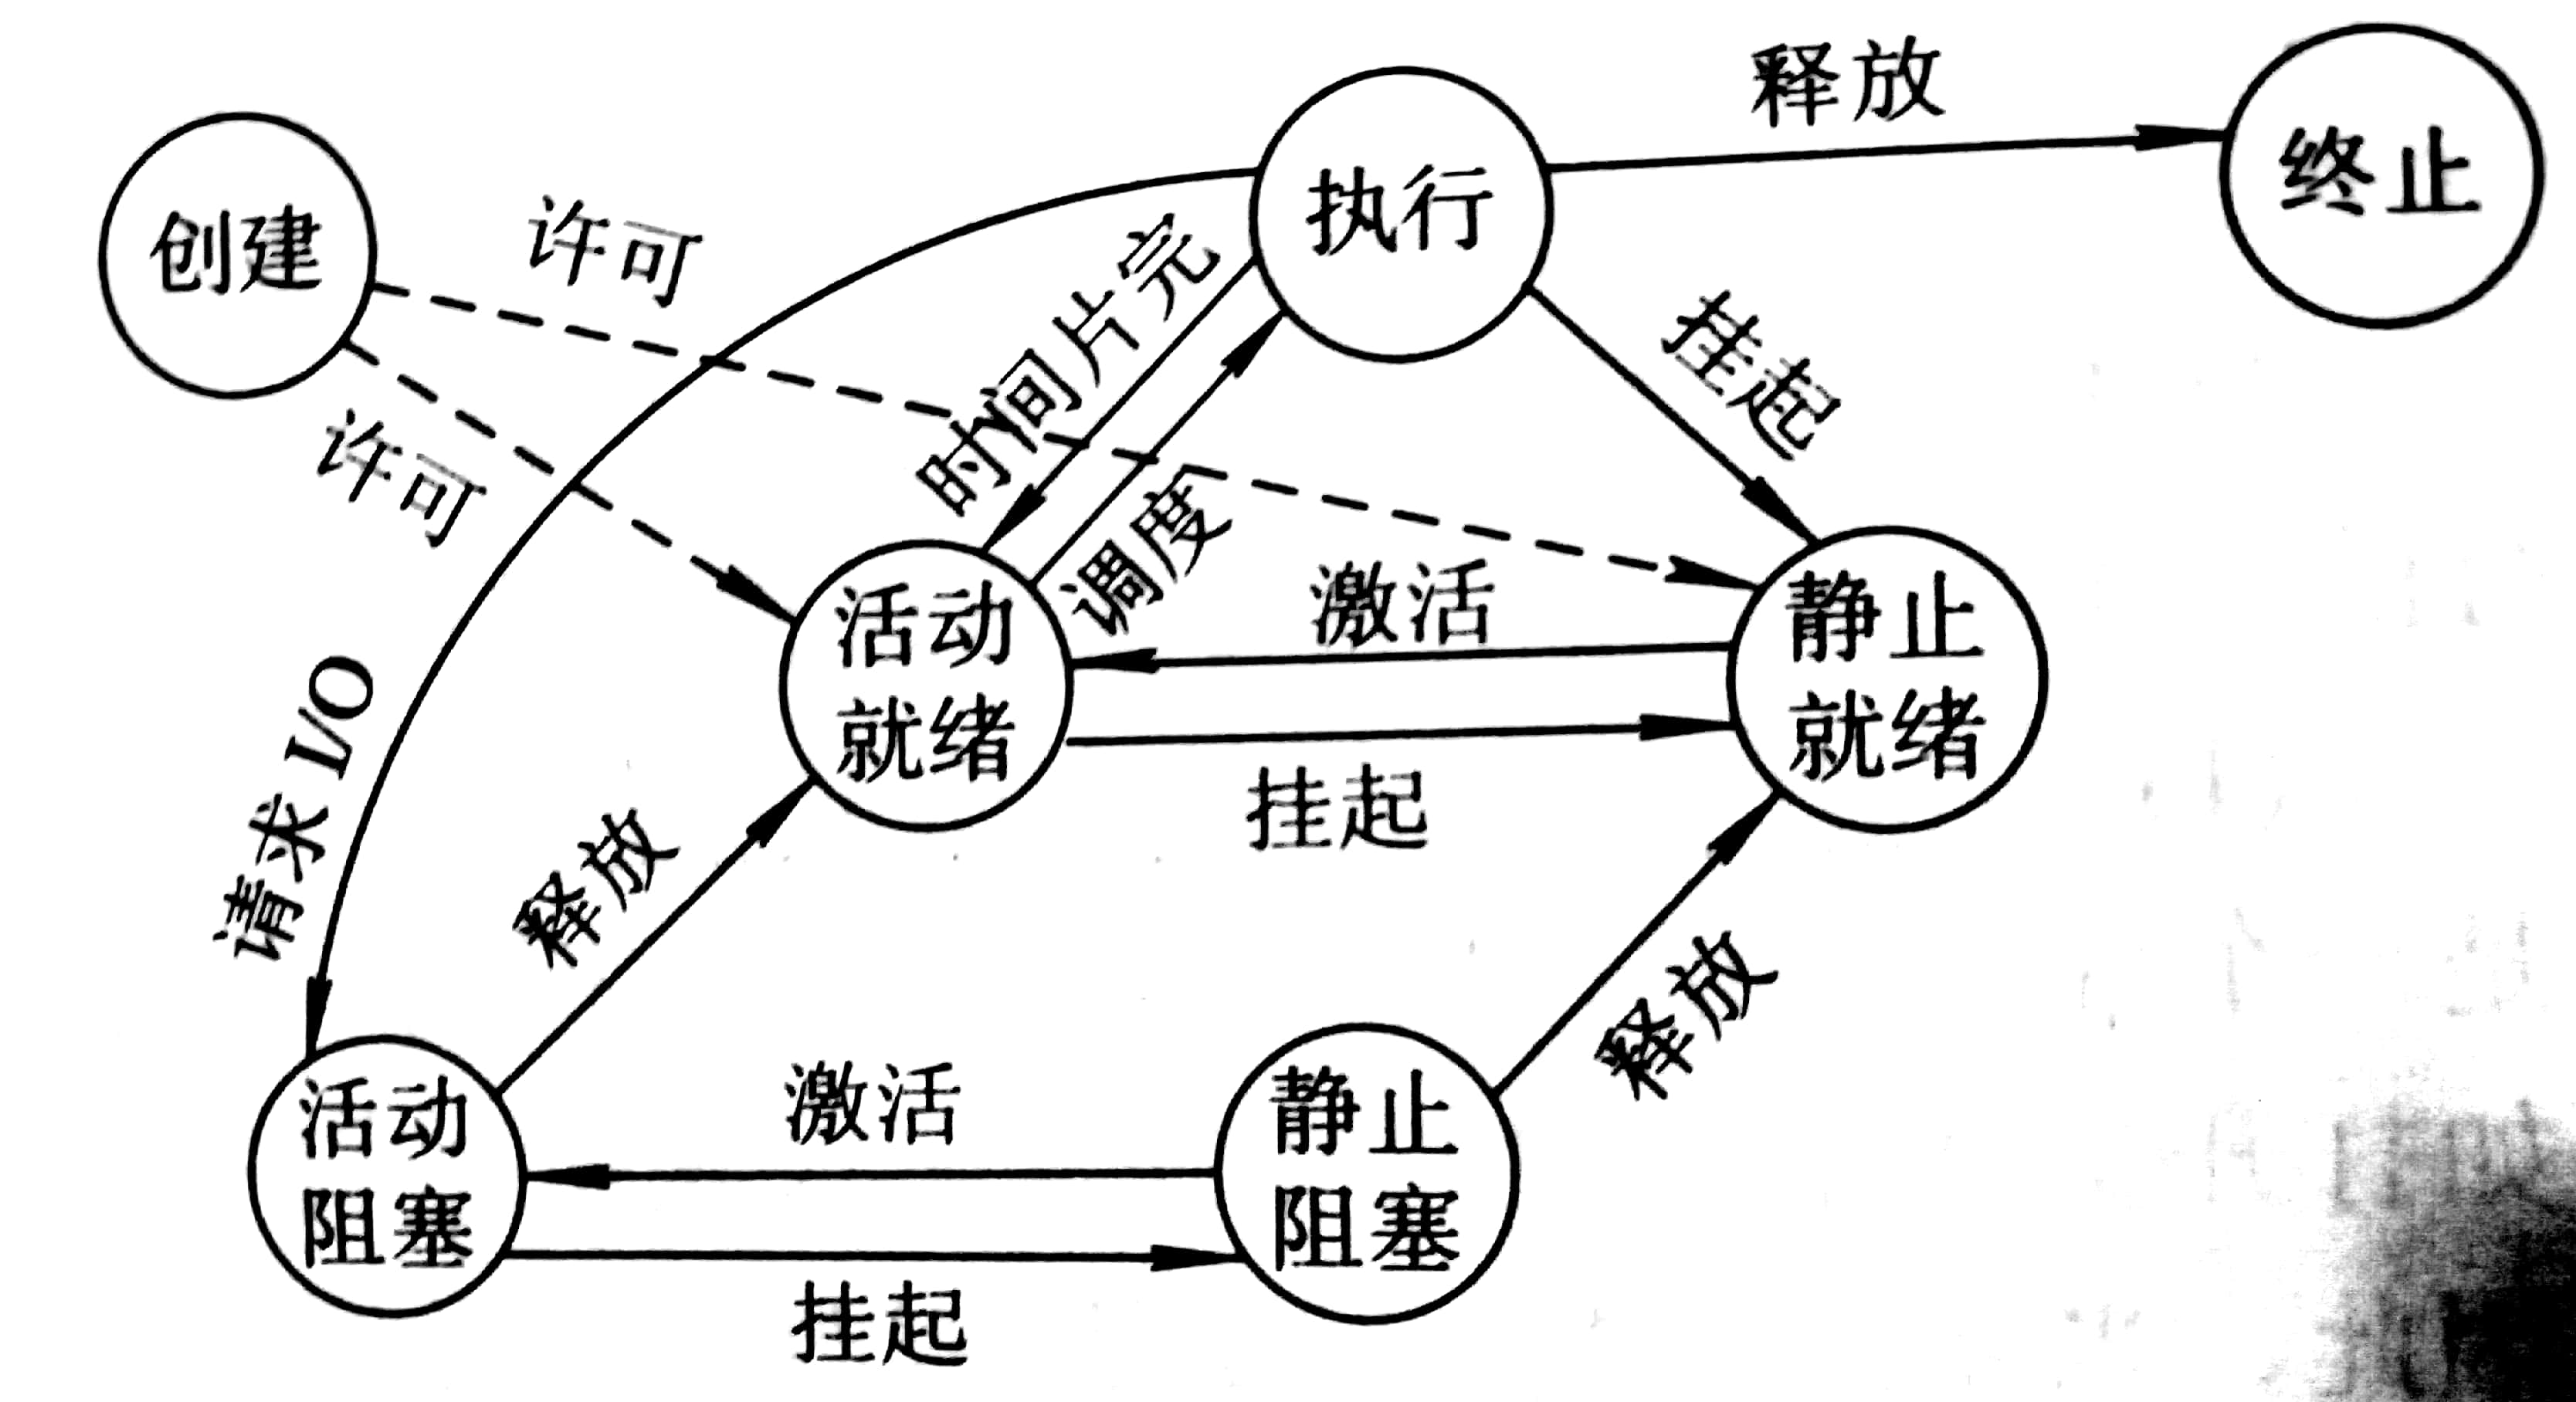 释放
执行
终止
创建
许可
时间片完
挂起
许可
调度
激活
活动
就绪
静止
就绪
请求 I/O
挂起
释放
释放
活动
阻塞
激活
静止
阻塞
挂起